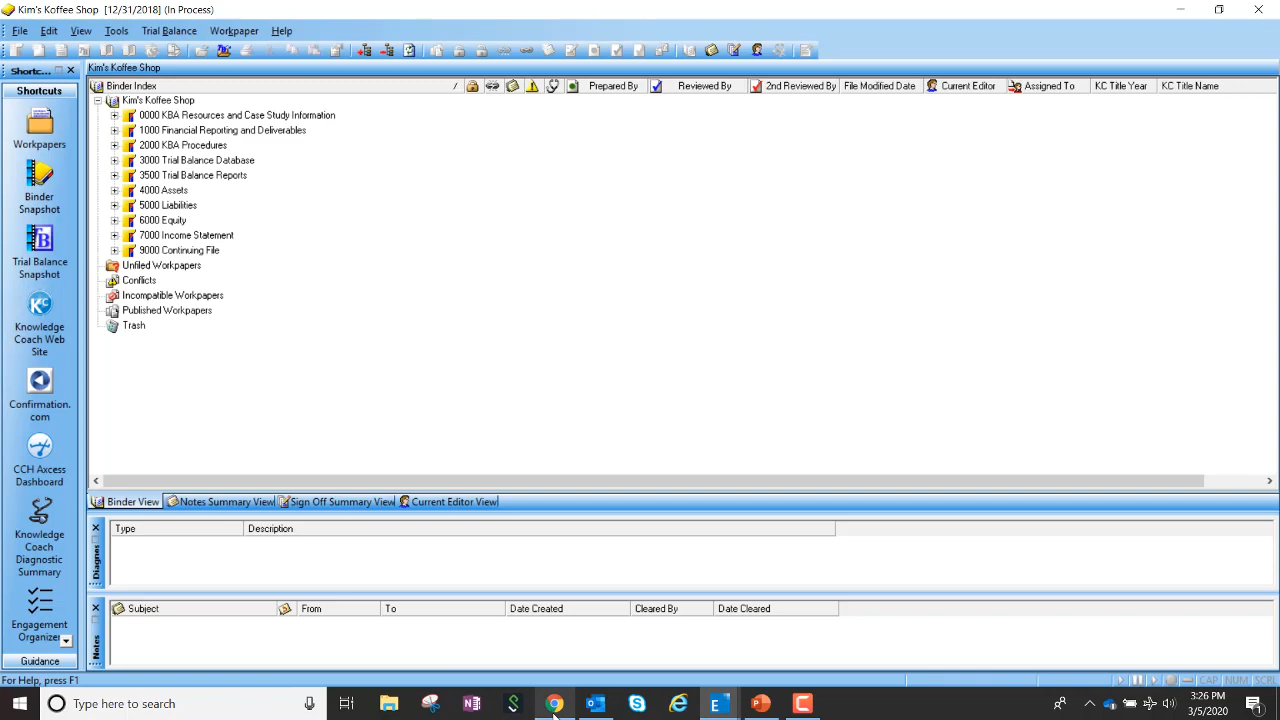 Kim's Koffee Shop   [12/31/2018] (In Process)
File Edit View Tools Trial Balance Workpaper Help
Shortc...
Kim's Koffee Shop
Shortcuts
Workpapers
Binder
Snapshot
Trial Balance
Snapshot
Knowledge
Coach Web
Site
Confirmation.
com
CCH Axcess
Dashboard
Knowledge
Coach
Diagnostic
Summary
Engagement
Organizer
Guidance
Binder Index / Prepared By Reviewed By 2nd Reviewed By File Modified Date Current Editor Assigned To KC Title Year KC Title Name
Kim's Koffee Shop
0000 KBA Resources and Case Study Information
1000 Financial Reporting and Deliverables
2000 KBA Procedures
3000 Trial Balance Database
3500 Trial Balance Reports
4000 Assets
5000 Liabilities
6000 Equity
7000 Income Statement
9000 Continuing File
Unfiled Workpapers
Conflicts
Incompatible Workpapers
Published Workpapers
Trash
Binder View Notes Summary View Sign Off Summary View Current Editor View
Diagnos
Type Description
Notes
Subject From To Date Created Cleared By Date Cleared
For Help, press F1
CAP NUM SCRL
Type here to search
3:26 PM
3/5/2020